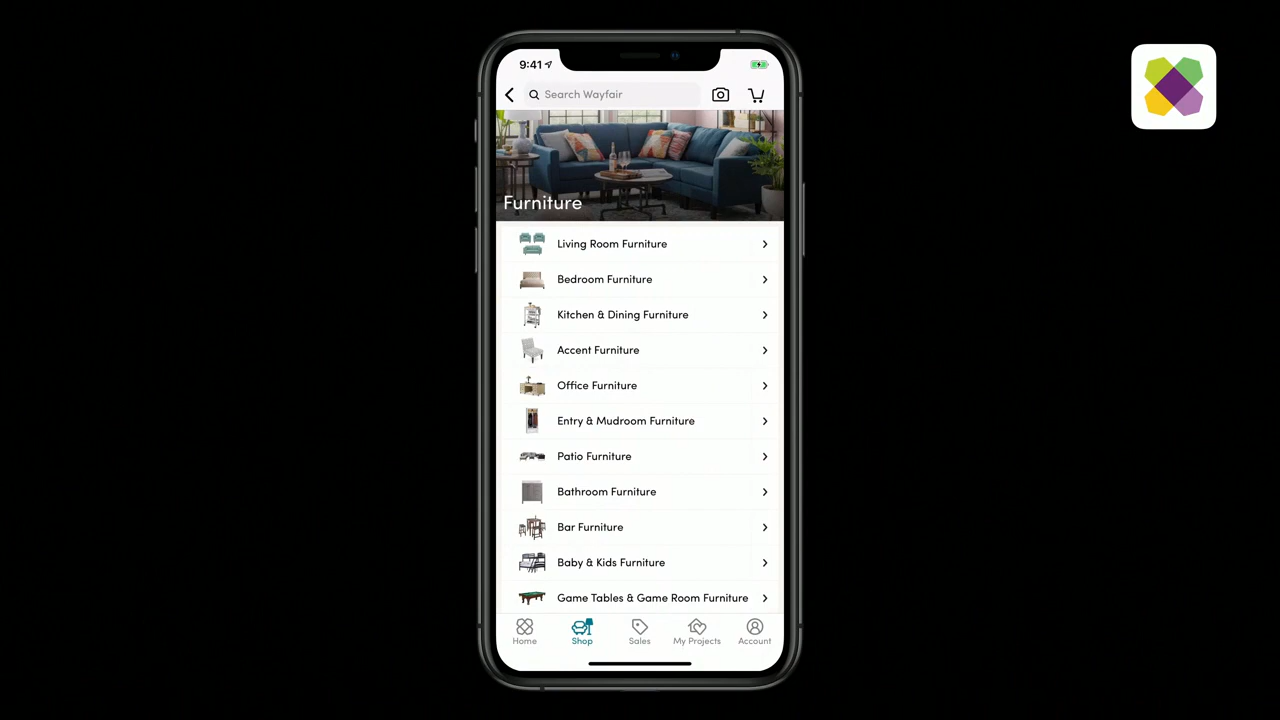 9:41
Search Wayfair
Furniture
Living Room Furniture
Bedroom Furniture
Kitchen & Dining Furniture
Accent Furniture
Office Furniture
Entry & Mudroom Furniture
Patio Furniture
Bathroom Furniture
Bar Furniture
Baby & Kids Furniture
Game Tables & Game Room Furniture
Home Shop Sales My Projects Account